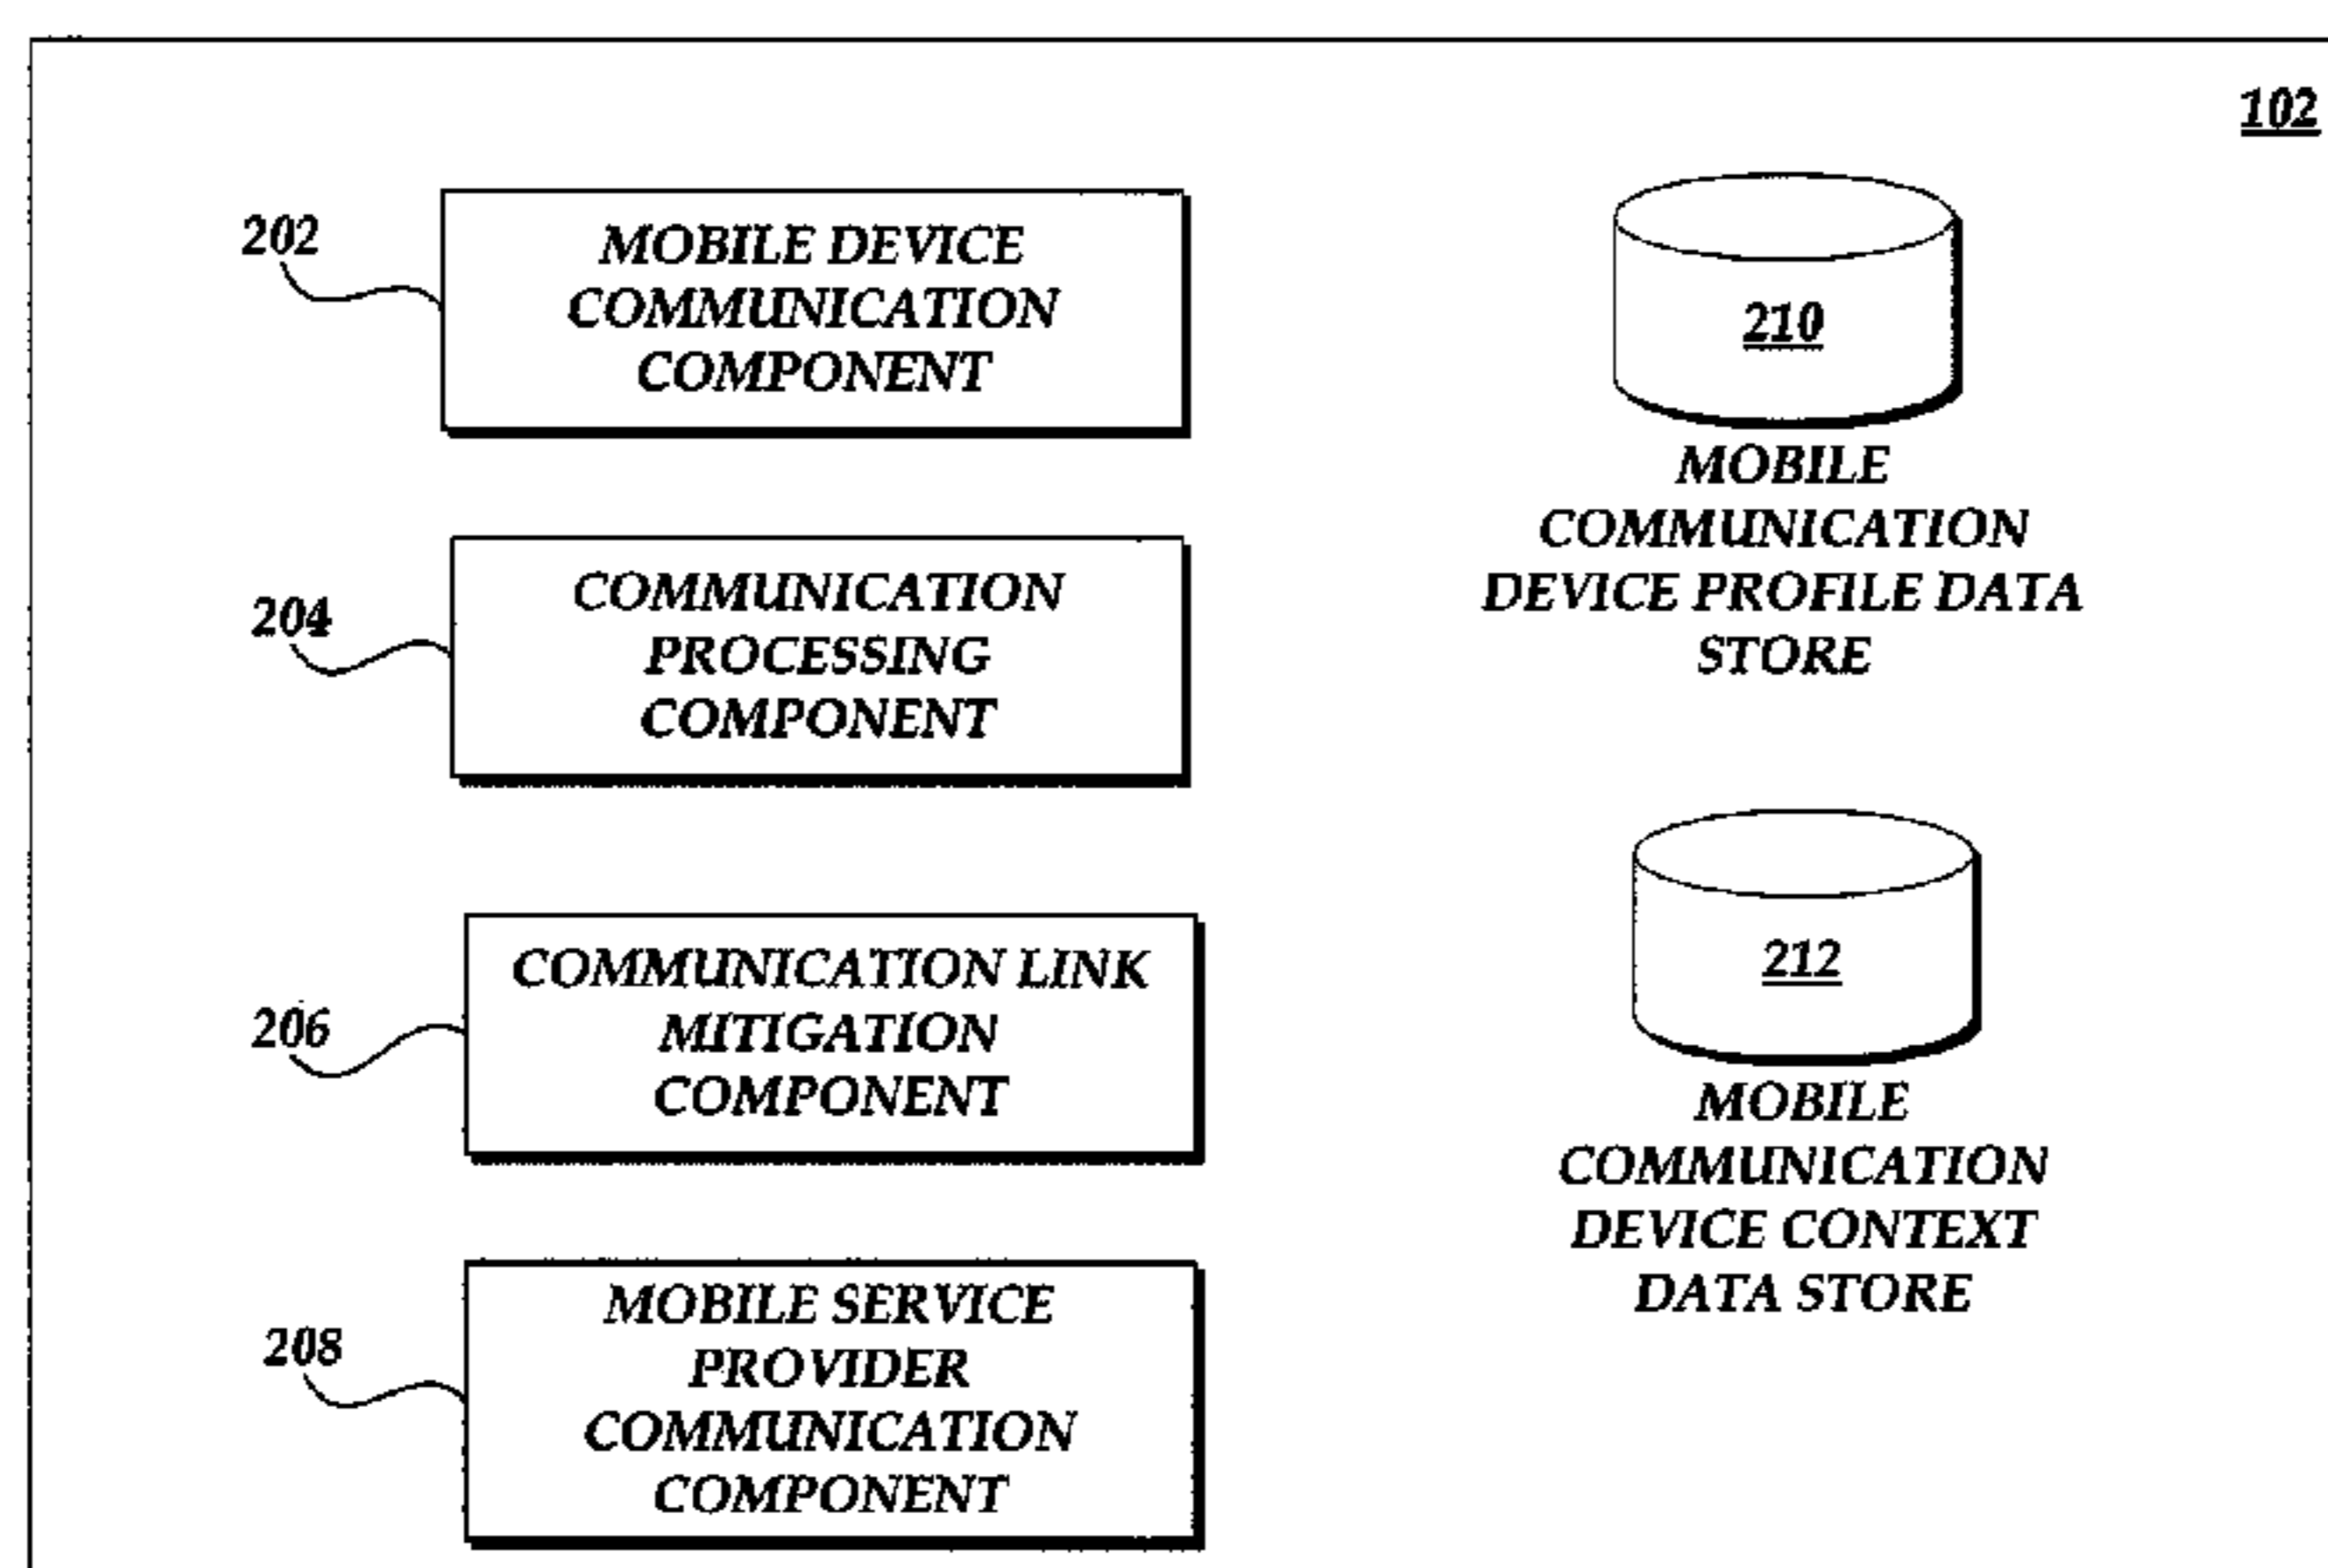 102
202
MOBILE DEVICE
COMMUNICATION
COMPONENT
210
MOBILE
COMMUNICATION
DEVICE PROFILE DATA
STORE
204
COMMUNICATION
PROCESSING
COMPONENT
212
MOBILE
COMMUNICATION
DEVICE CONTEXT
DATA STORE
206
COMMUNICATION LINK
MITIGATION
COMPONENT
208
MOBILE SERVICE
PROVIDER
COMMUNICATION
COMPONENT